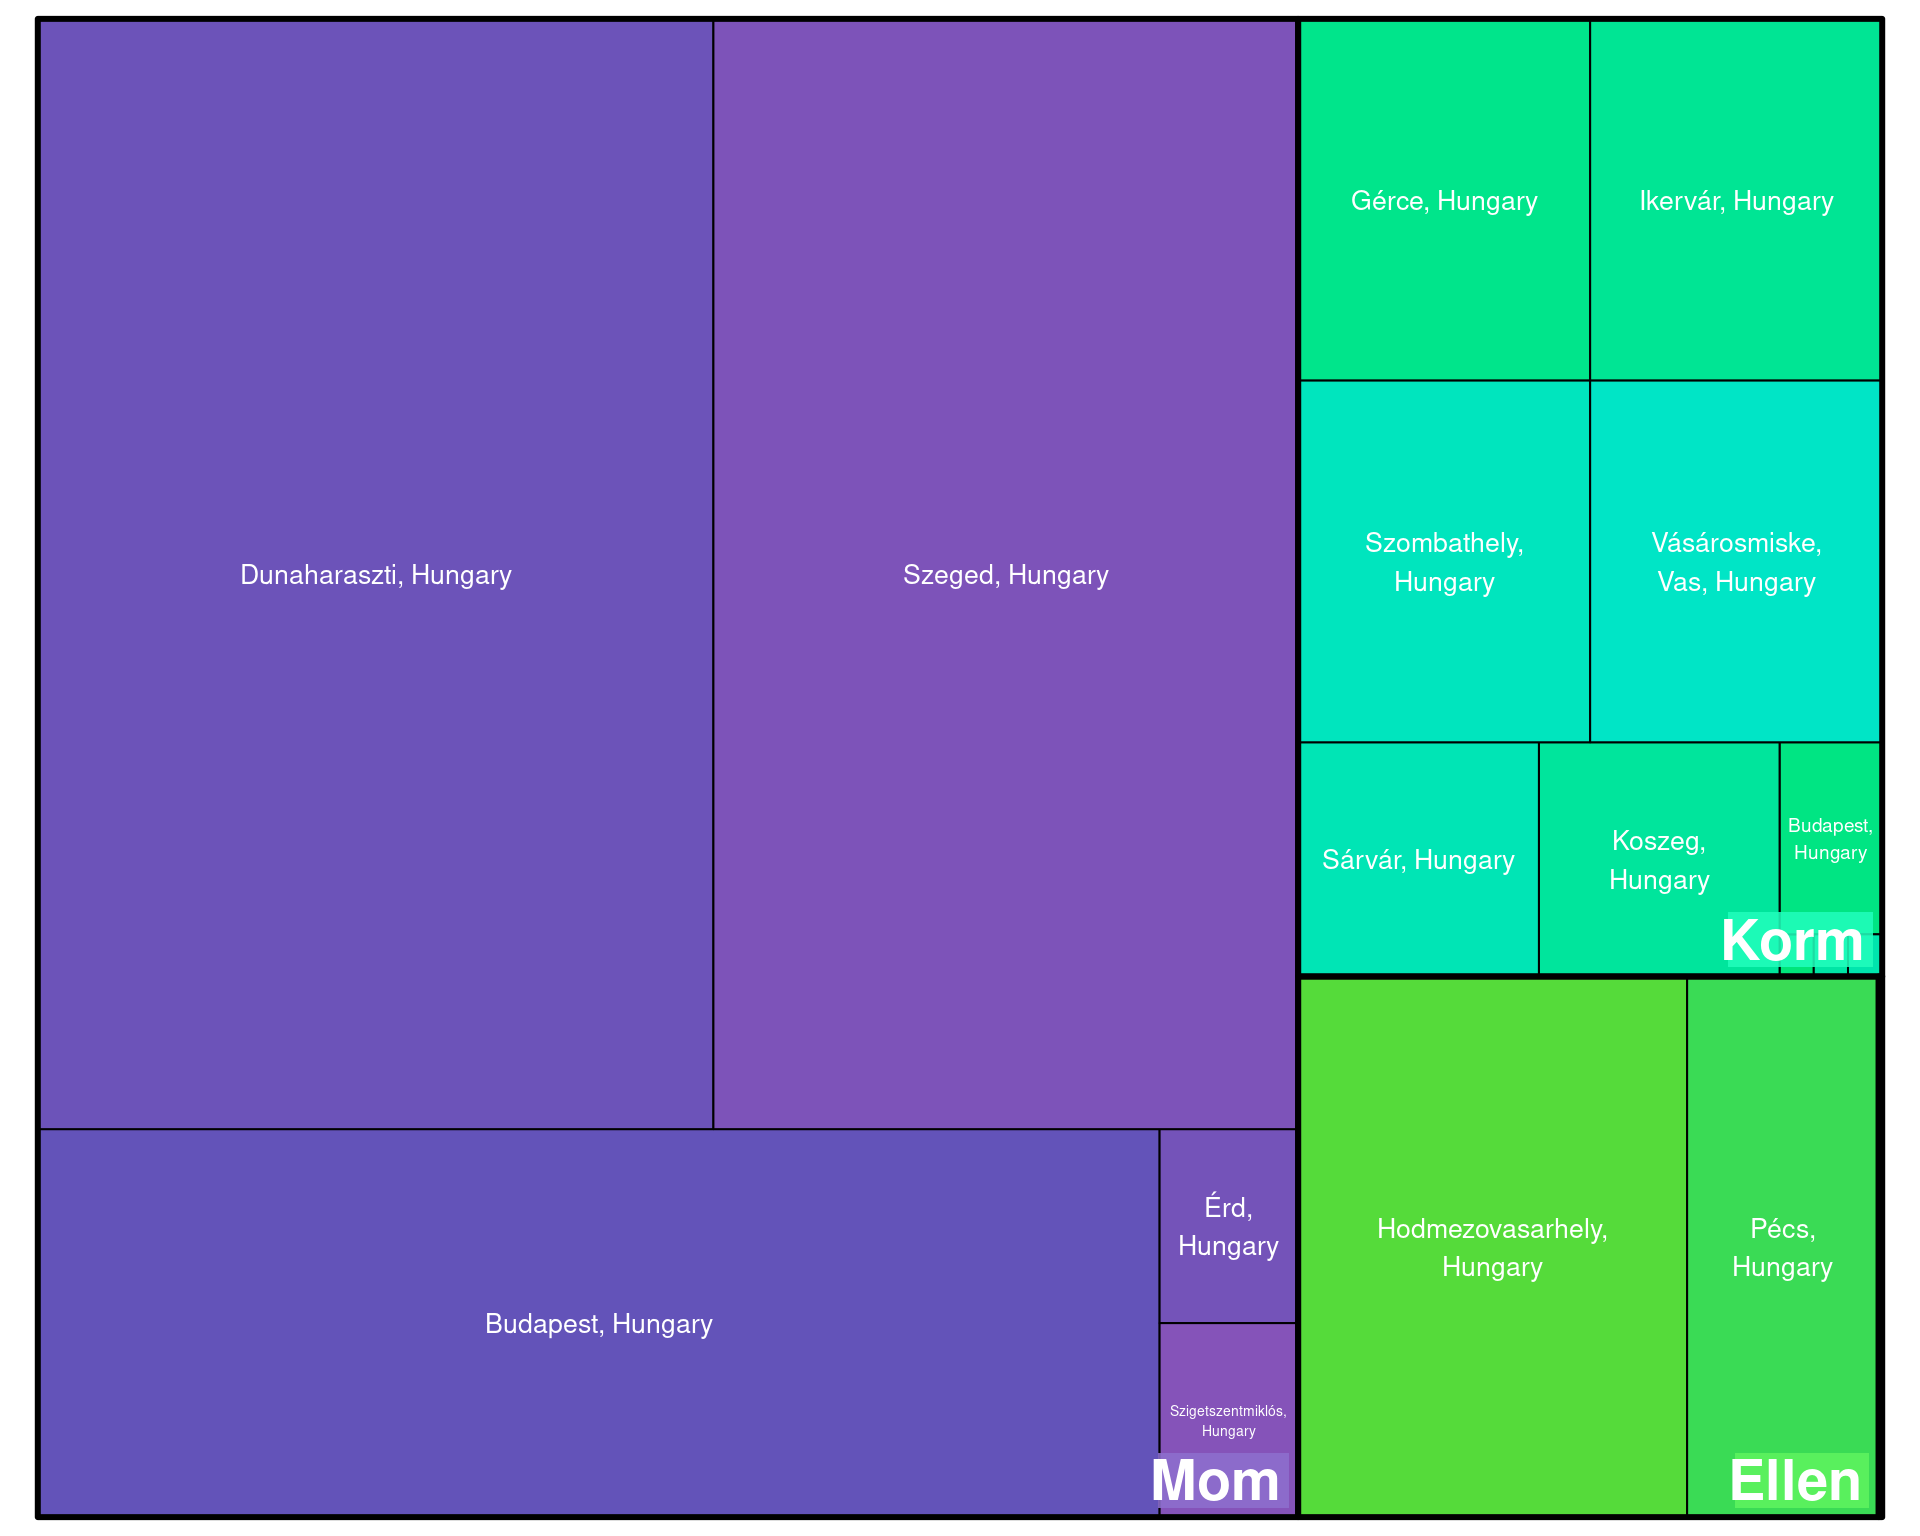 Dunaharaszti, Hungary
Szeged, Hungary
Budapest, Hungary
Érd,
Hungary
Szigetszentmiklós,
Hungary
Mom
Gérce, Hungary
Ikervár, Hungary
Szombathely,
Hungary
Vásárosmiske,
Vas, Hungary
Sárvár, Hungary
Koszeg,
Hungary
Budapest,
Hungary
Korm
Hodmezovasarhely,
Hungary
Pécs,
Hungary
Ellen